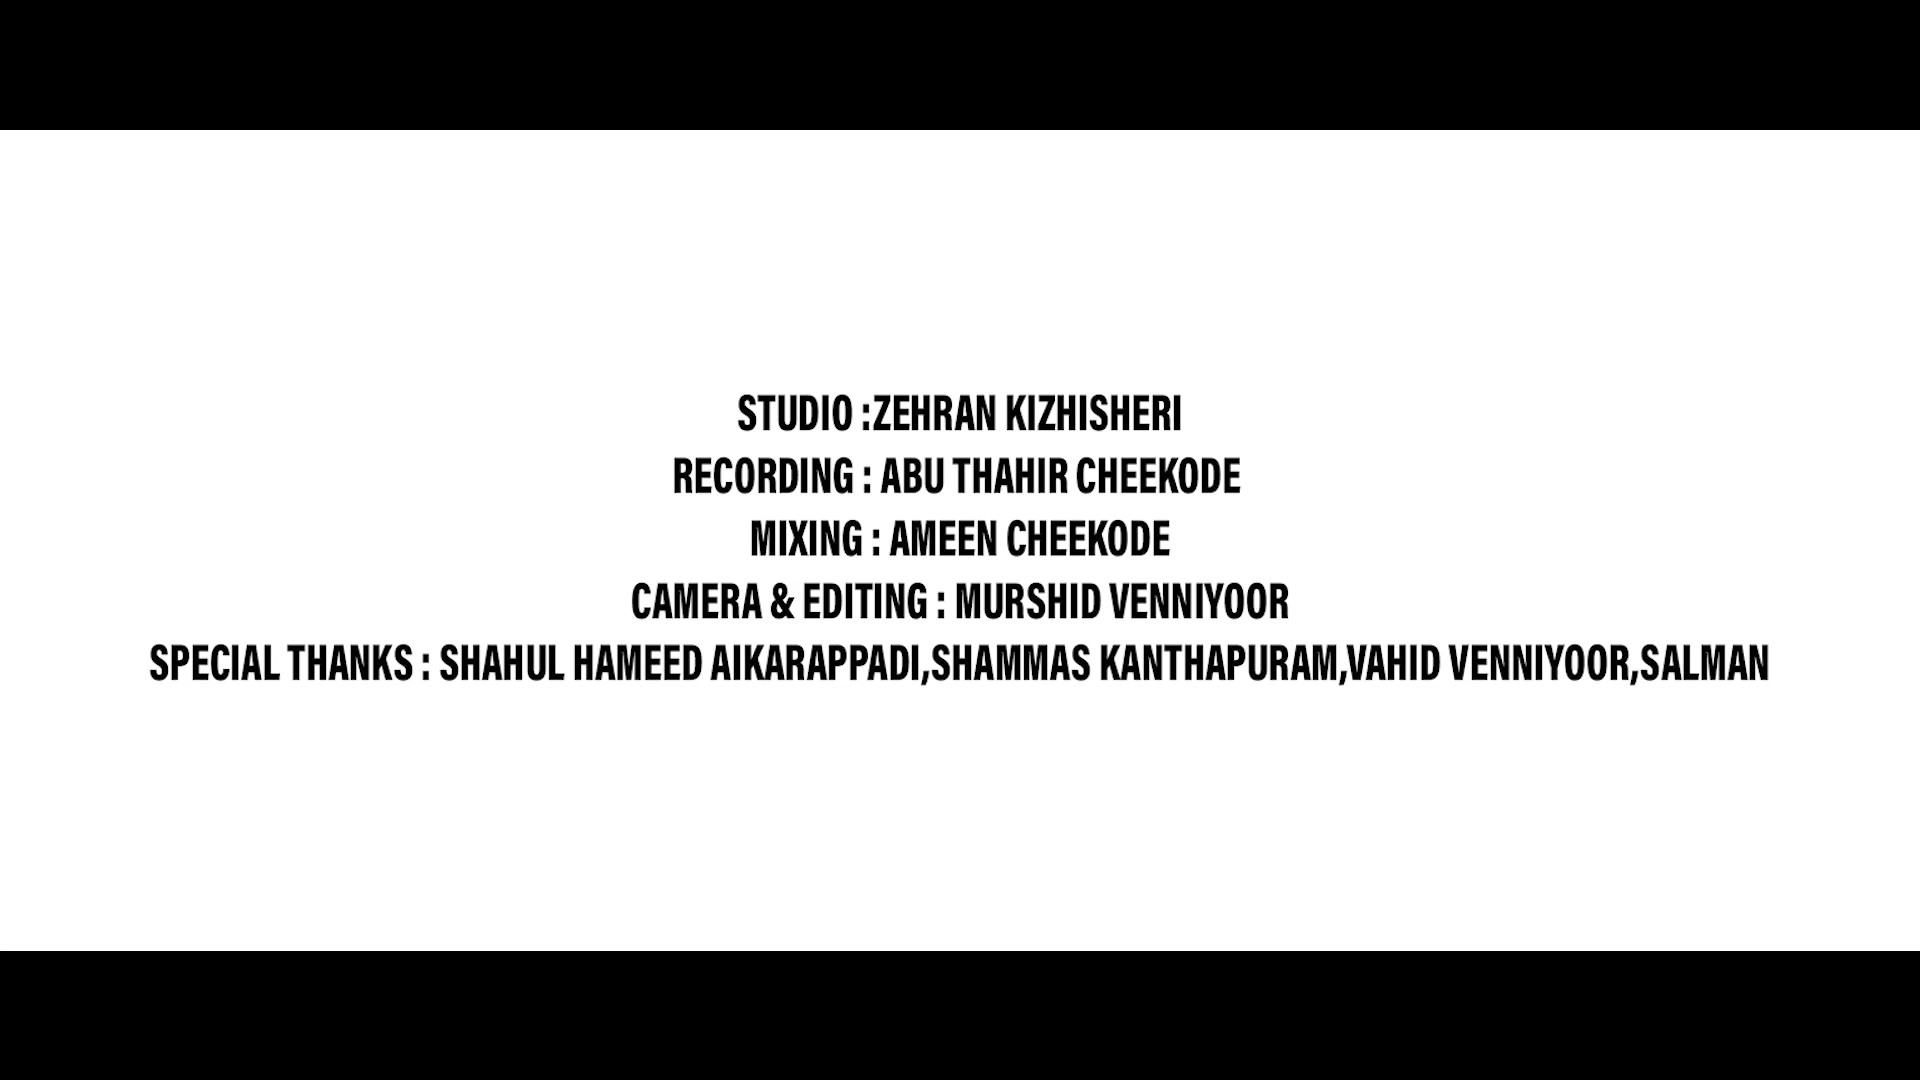 STUDIO :ZEHRAN KIZHISHERI
RECORDING : ABU THAHIR CHEEKODE
MIXING : AMEEN CHEEKODE
CAMERA & EDITING : MURSHID VENNIYOOR
SPECIAL THANKS : SHAHUL HAMEED AIKARAPPADI,SHAMMAS KANTHAPURAM,VAHID VENNIYOOR,SALMAN